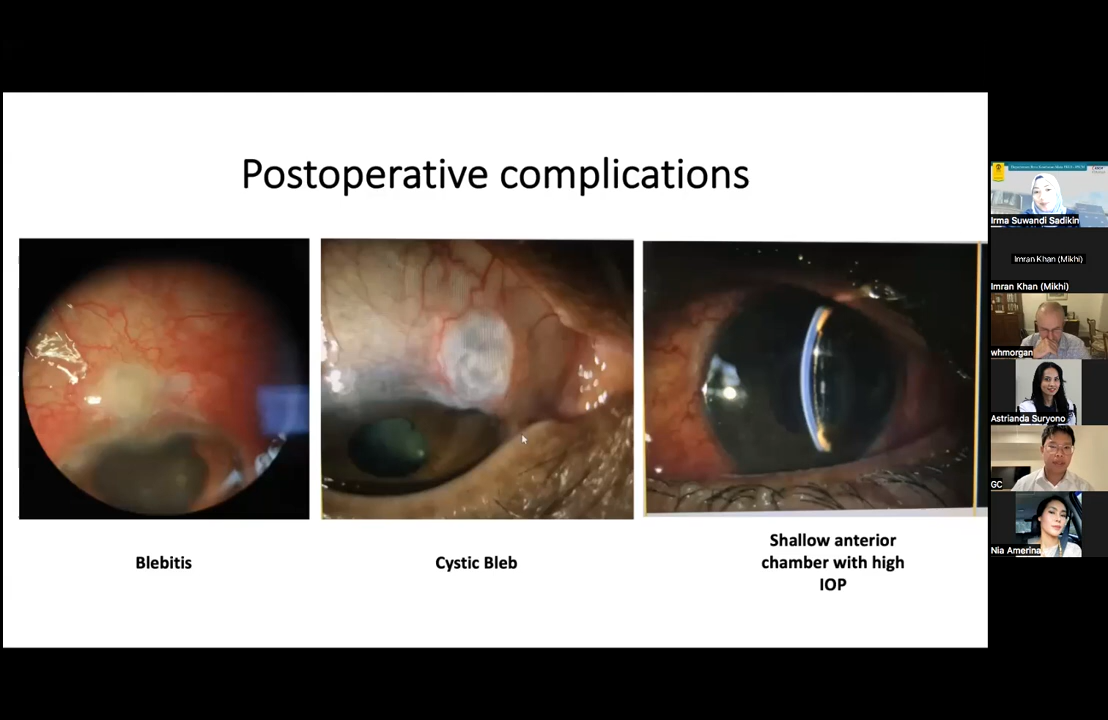 Postoperative complications
Blebitis
Cystic Bleb
Shallow anterior
chamber with high
IOP
Irma Suwandi Sadikin
Imran Khan (Mikhi)
Imran Khan (Mikhi)
whmorgan
Astrianda Suryono
GC
Nia Amerina